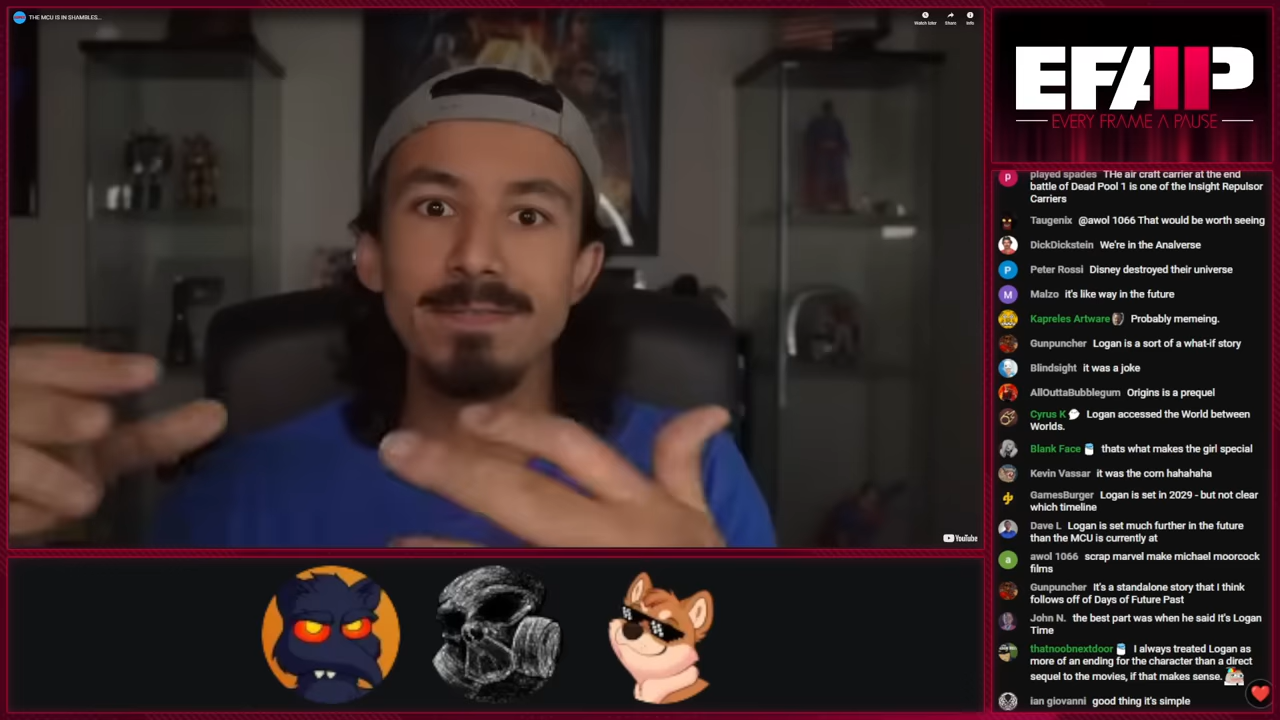 THE MCU IS IN SHAMBLES...
Watch later
Share
Info
YouTube
EFAP
EVERY FRAME A PAUSE
played spades THe air craft carrier at the end
battle of Dead Pool 1 is one of the Insight Repulsor
Carriers
Taugenix @awol 1066 That would be worth seeing
DickDickstein We're in the Analverse
Peter Rossi Disney destroyed their universe
Malzo it's like way in the future
Kapreles Artware Probably memeing.
Gunpuncher Logan is a sort of a what-if story
Blindsight it was a joke
AllOuttaBubblegum Origins is a prequel
Cyrus K Logan accessed the World between
Worlds.
Blank Face thats what makes the girl special
Kevin Vassar it was the corn hahahaha
GamesBurger Logan is set in 2029 - but not clear
which timeline
Dave L Logan is set much further in the future
than the MCU is currently at
awol 1066 scrap marvel make michael moorcock
films
Gunpuncher It's a standalone story that I think
follows off of Days of Future Past
John N. the best part was when he said It's Logan
Time
thatnoobnextdoor I always treated Logan as
more of an ending for the character than a direct
sequel to the movies, if that makes sense.
ian giovanni good thing it's simple